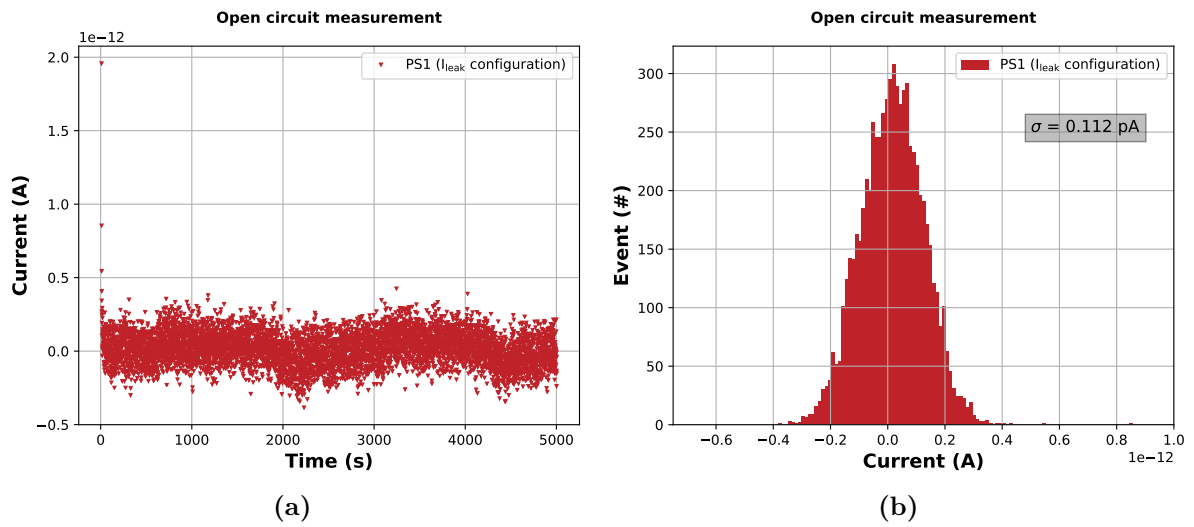 Open circuit measurement
1e−12
PS1 (I_leak configuration)
Current (A)
2.0
1.5
1.0
0.5
0.0
−0.5
0
1000
2000
3000
4000
5000
Time (s)
(a)
Open circuit measurement
PS1 (I_leak configuration)
σ = 0.112 pA
Event (#)
300
250
200
150
100
50
0
−0.6
−0.4
−0.2
0.0
0.2
0.4
0.6
0.8
1.0
1e−12
Current (A)
(b)